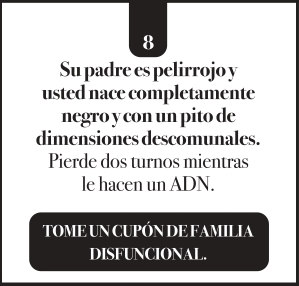 8
Su padre es pelirrojo y
usted nace completamente
negro y con un pito de
dimensiones descomunales.
Pierde dos turnos mientras
le hacen un ADN.
TOME UN CUPÓN DE FAMILIA
DISFUNCIONAL.